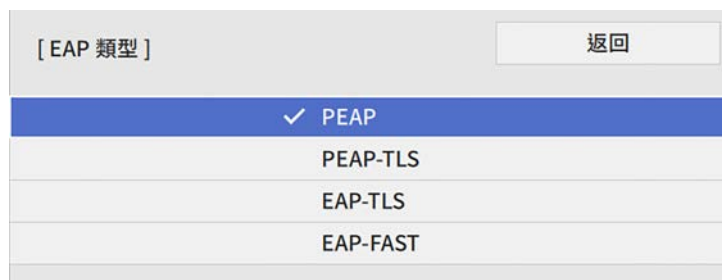 [ EAP 類型 ]
返回
✓ PEAP
PEAP-TLS
EAP-TLS
EAP-FAST